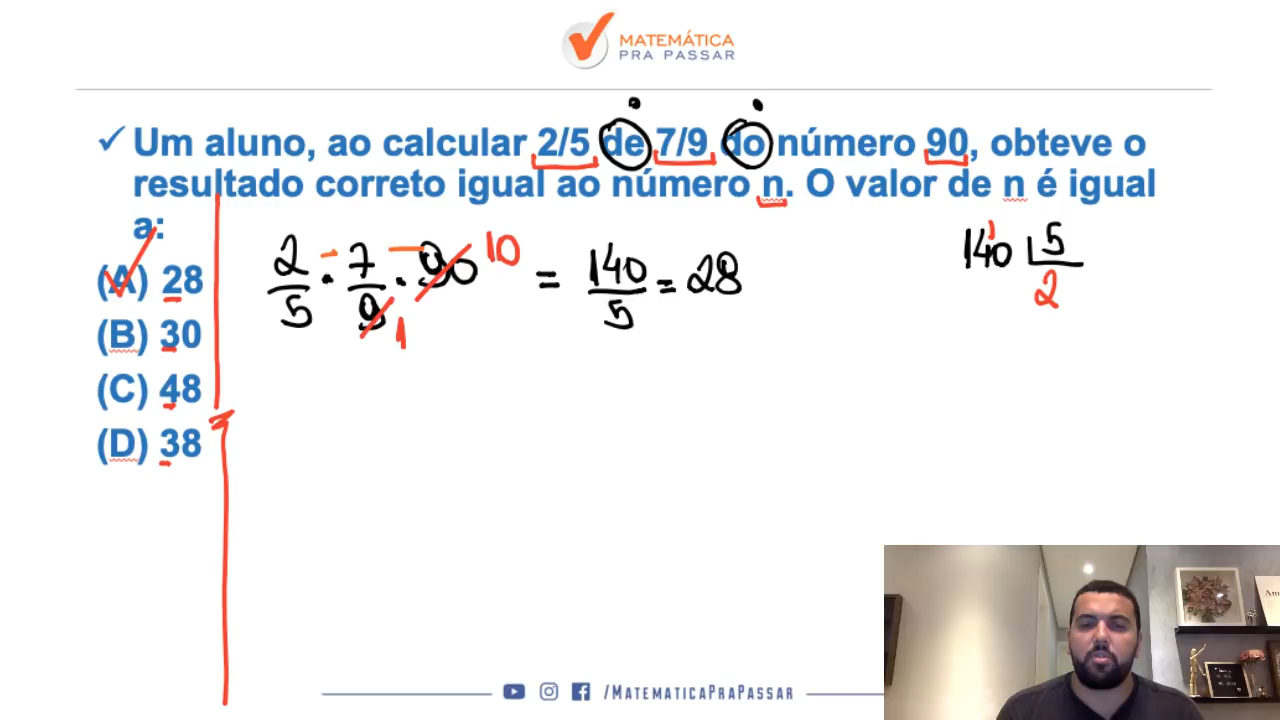 MATEMÁTICA
PRA PASSAR
✓ Um aluno, ao calcular 2/5 de 7/9 do número 90, obteve o
resultado correto igual ao número n. O valor de n é igual
a:
(A) 28
(B) 30
(C) 48
(D) 38
2/5 · 7/9 · 90 = 140/5 = 28
10
1
140 5
2
/MATEMATICAPRAPASSAR